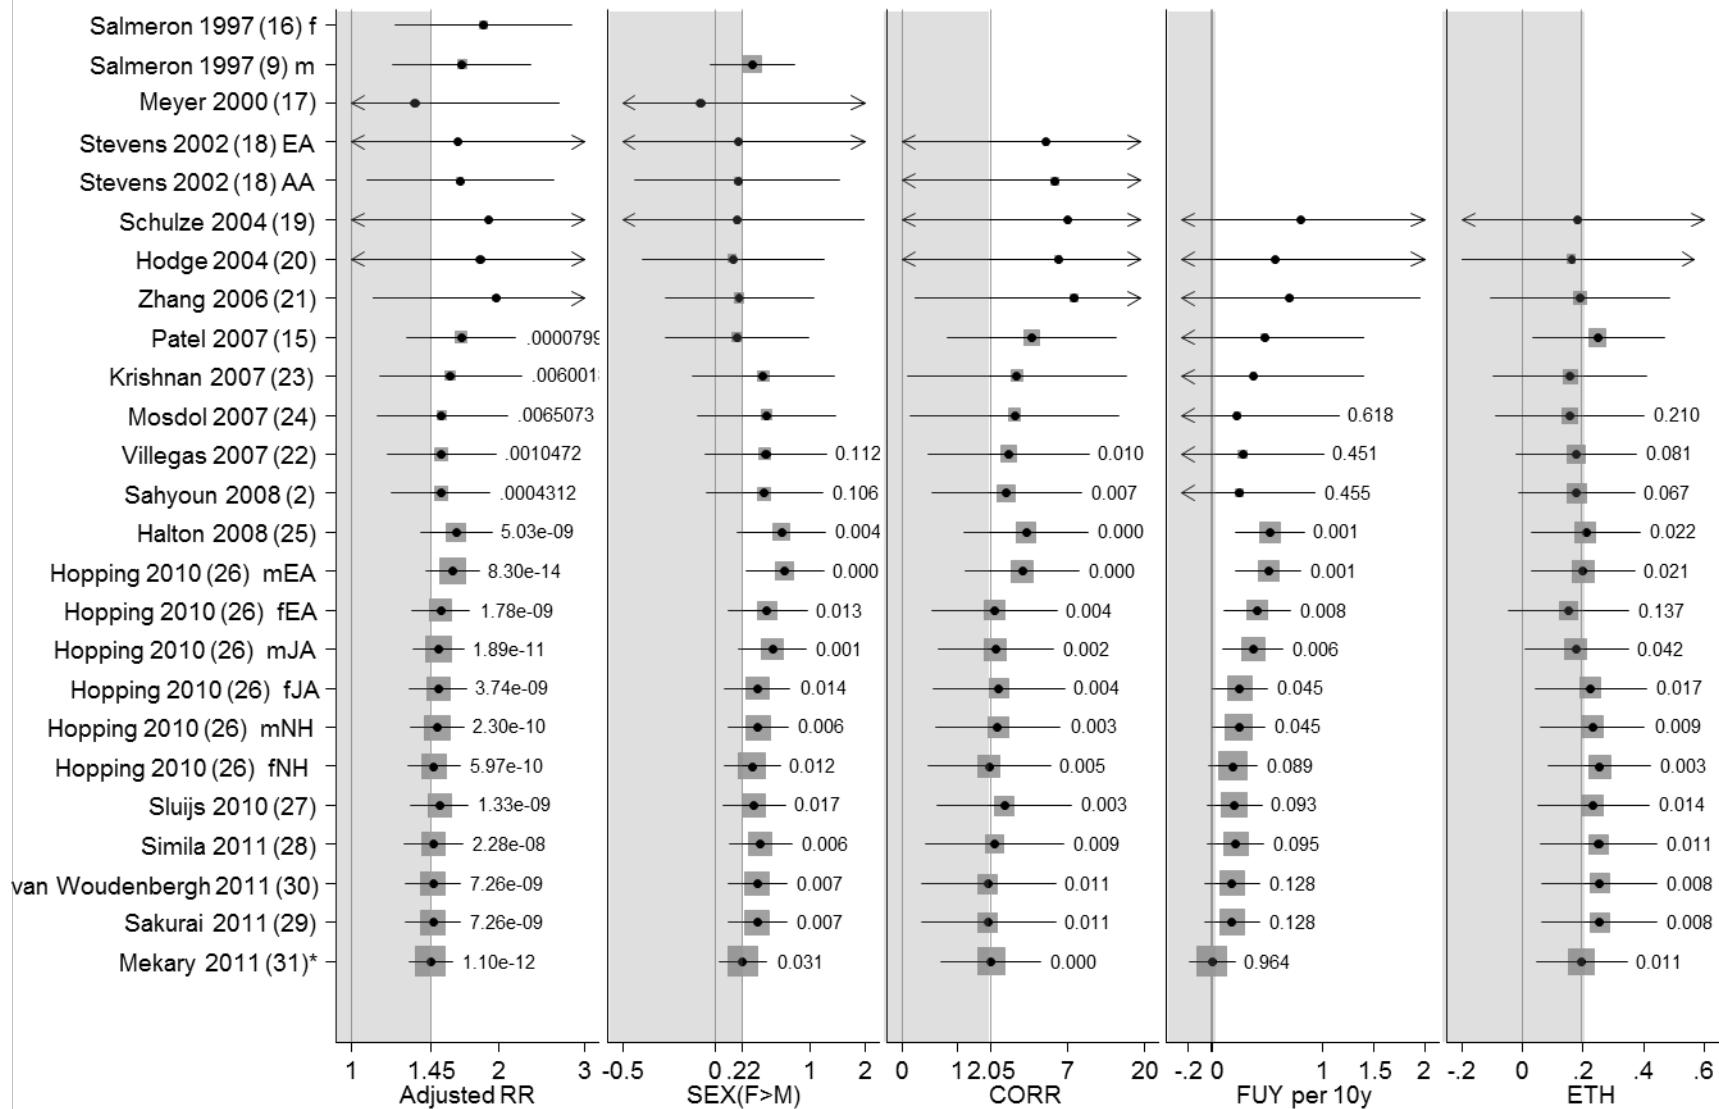 Salmeron 1997 (16) f
Salmeron 1997 (9) m
Meyer 2000 (17)
Stevens 2002 (18) EA
Stevens 2002 (18) AA
Schulze 2004 (19)
Hodge 2004 (20)
Zhang 2006 (21)
Patel 2007 (15) .0000799
Krishnan 2007 (23) .006001
Mosdol 2007 (24) .0065073 0.618 0.210
Villegas 2007 (22) .0010472 0.112 0.010 0.451 0.081
Sahyoun 2008 (2) .0004312 0.106 0.007 0.455 0.067
Halton 2008 (25) 5.03e-09 0.004 0.000 0.001 0.022
Hopping 2010 (26) mEA 8.30e-14 0.000 0.000 0.001 0.021
Hopping 2010 (26) fEA 1.78e-09 0.013 0.004 0.008 0.137
Hopping 2010 (26) mJA 1.89e-11 0.001 0.002 0.006 0.042
Hopping 2010 (26) fJA 3.74e-09 0.014 0.004 0.045 0.017
Hopping 2010 (26) mNH 2.30e-10 0.006 0.003 0.045 0.009
Hopping 2010 (26) fNH 5.97e-10 0.012 0.005 0.089 0.003
Sluijs 2010 (27) 1.33e-09 0.017 0.003 0.093 0.014
Simila 2011 (28) 2.28e-08 0.006 0.009 0.095 0.011
van Woudenbergh 2011 (30) 7.26e-09 0.007 0.011 0.128 0.008
Sakurai 2011 (29) 7.26e-09 0.007 0.011 0.128 0.008
Mekary 2011 (31)* 1.10e-12 0.031 0.000 0.964 0.011
1 1.45 2 3 -0.5 0 0.22 1 2 0 1 2.05 7 20 -.2 0 1 2 -.2 0 .2 .4 .6
Adjusted RR SEX(F>M) CORR FUY per 10y ETH